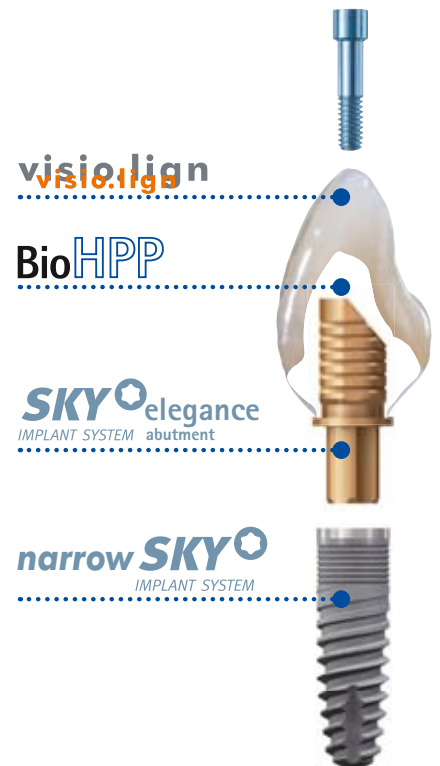 visio.lign
visio.lign
BioHPP
SKY elegance
IMPLANT SYSTEM abutment
narrow SKY
IMPLANT SYSTEM